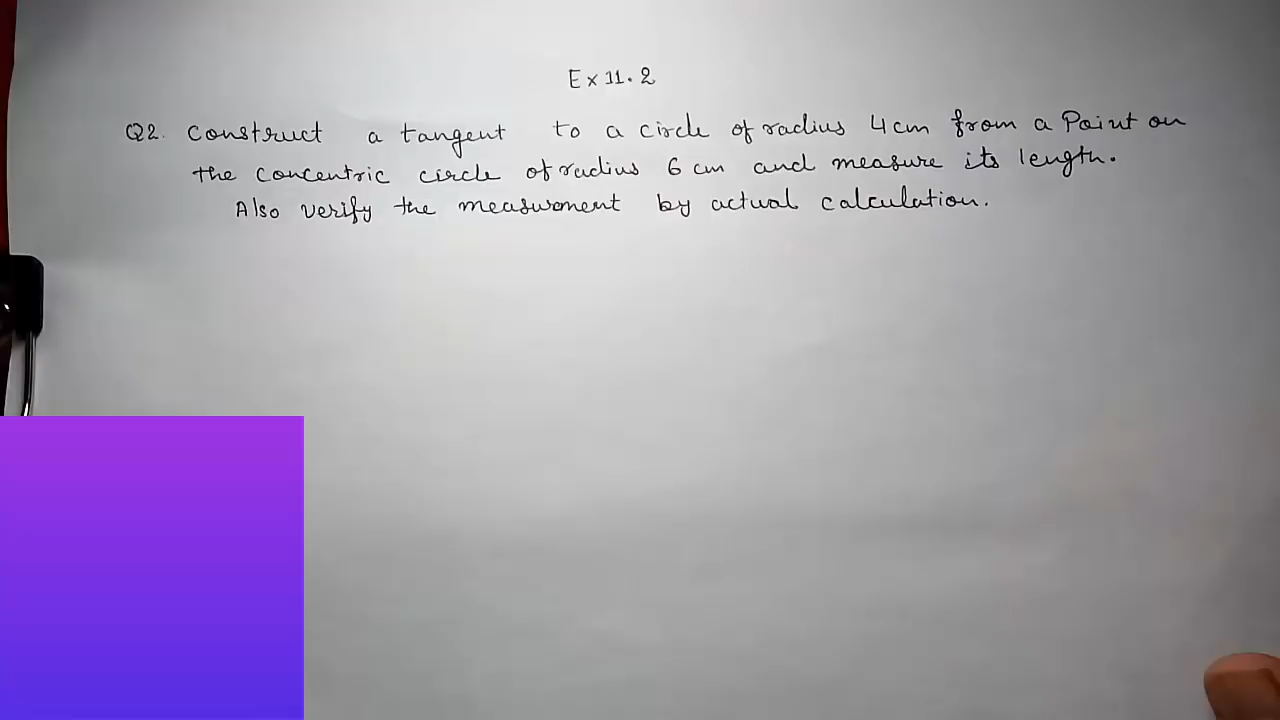 Ex 11.2
Q2. Construct a tangent to a circle of radius 4 cm from a Point on
the concentric circle of radius 6 cm and measure its length.
Also verify the measurement by actual calculation.